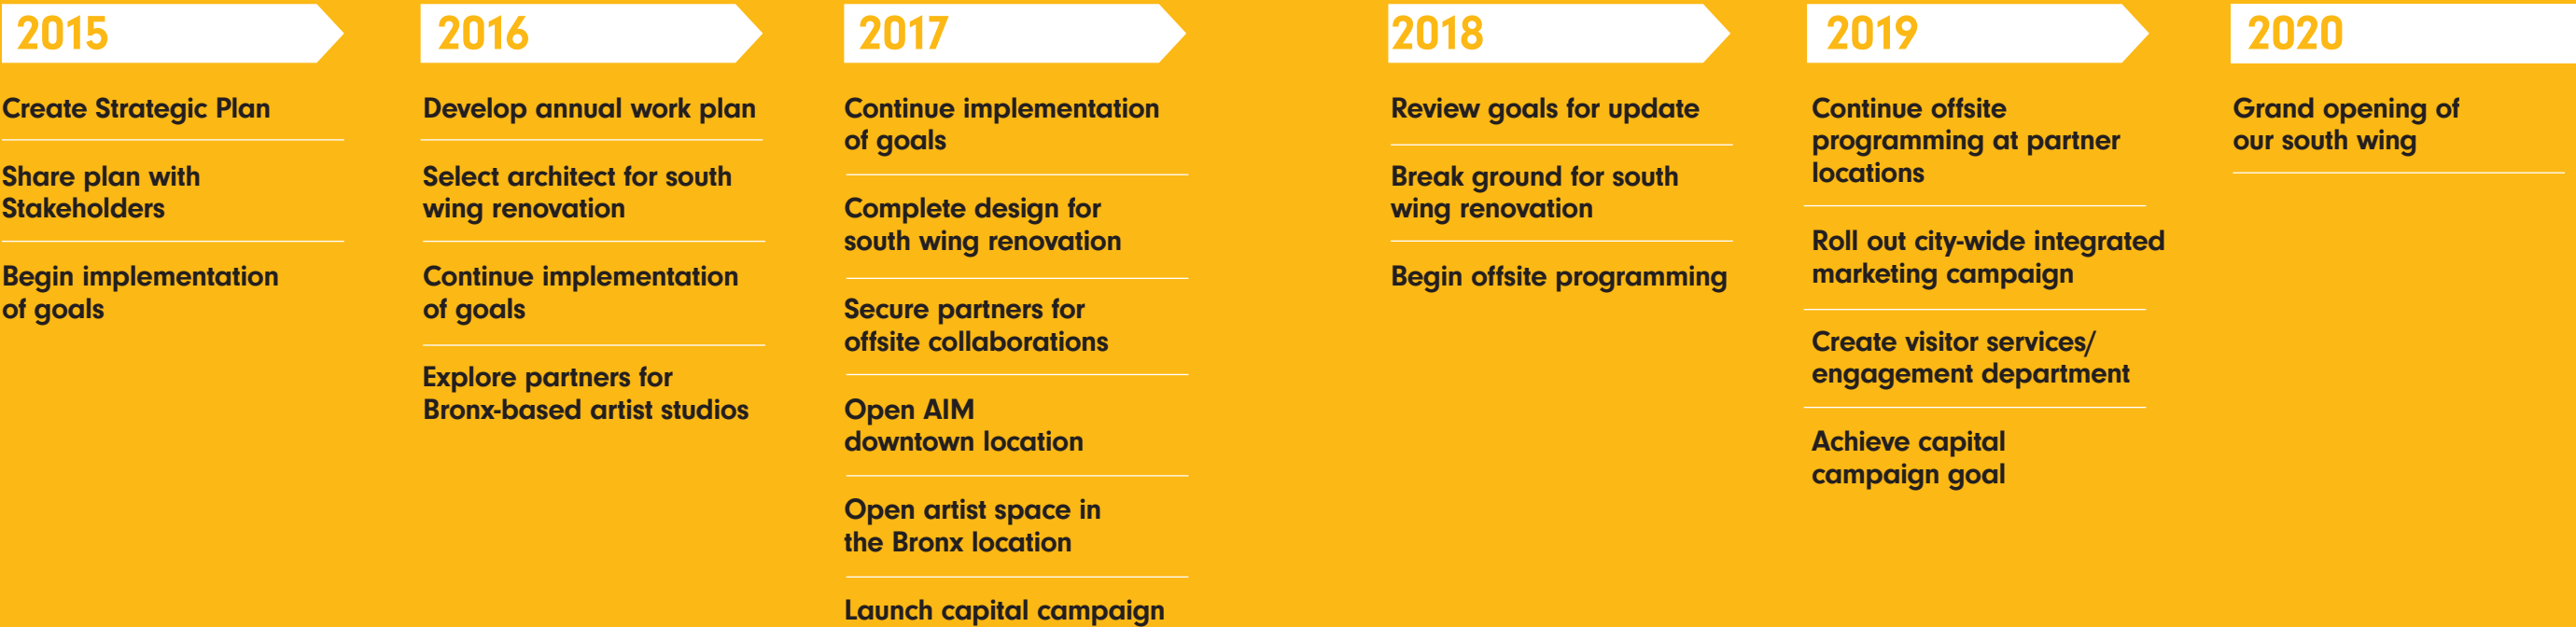 2015
Create Strategic Plan
Share plan with
Stakeholders
Begin implementation
of goals
2016
Develop annual work plan
Select architect for south
wing renovation
Continue implementation
of goals
Explore partners for
Bronx-based artist studios
2017
Continue implementation
of goals
Complete design for
south wing renovation
Secure partners for
offsite collaborations
Open AIM
downtown location
Open artist space in
the Bronx location
Launch capital campaign
2018
Review goals for update
Break ground for south
wing renovation
Begin offsite programming
2019
Continue offsite
programming at partner
locations
Roll out city-wide integrated
marketing campaign
Create visitor services/
engagement department
Achieve capital
campaign goal
2020
Grand opening of
our south wing